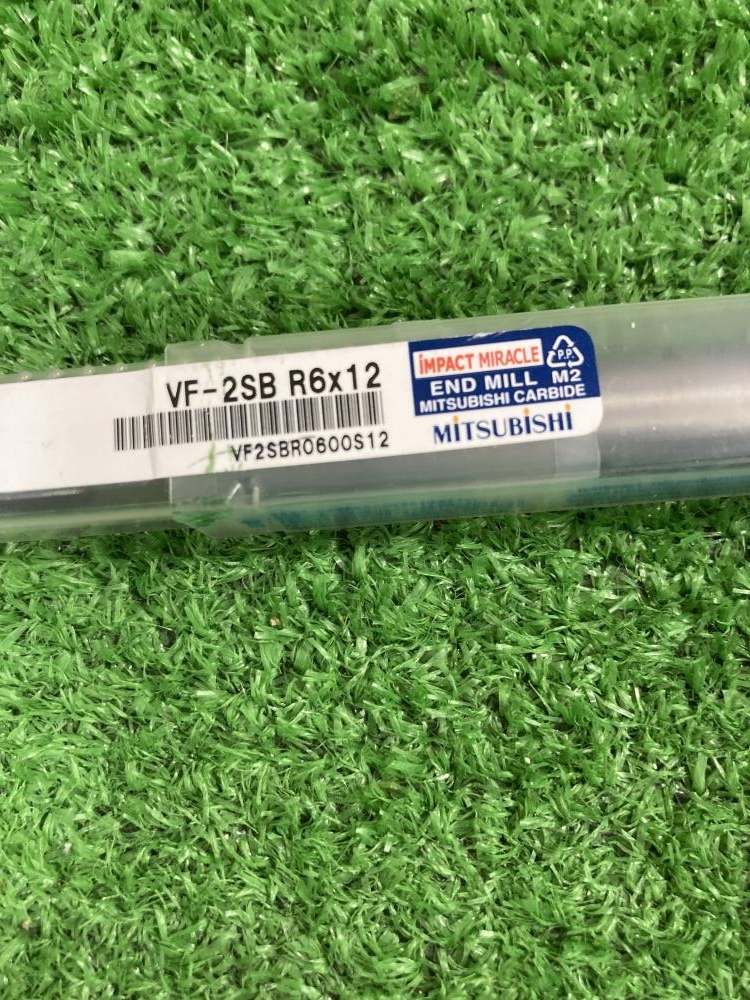 VF-2SB R6x12
VF2SBR0600S12
iMPACT MIRACLE
P.P
END MILL M2
MITSUBISHI CARBIDE
MITSUBISHI